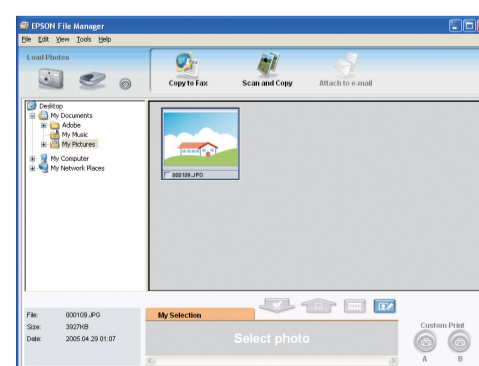 EPSON File Manager
File Edit View Tools Help
Load Photos
Copy to Fax Scan and Copy Attach to e-mail
Desktop
My Documents
Adobe
My Music
My Pictures
My Computer
My Network Places
000109.JPG
File: 000109.JPG
Size: 3927KB
Date: 2005.04.29 01:07
My Selection
Select photo
Custom Print
A B